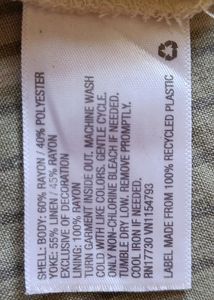 SHELL: BODY: 60% RAYON / 40% POLYESTER
YOKE: 55% LINEN / 45% RAYON
EXCLUSIVE OF DECORATION
LINING: 100% RAYON
TURN GARMENT INSIDE OUT. MACHINE WASH
COLD WITH LIKE COLORS. GENTLE CYCLE.
ONLY NON-CHLORINE BLEACH IF NEEDED.
TUMBLE DRY LOW. REMOVE PROMPTLY.
COOL IRON IF NEEDED.
RN17730 VN1154793
LABEL MADE FROM 100% RECYCLED PLASTIC